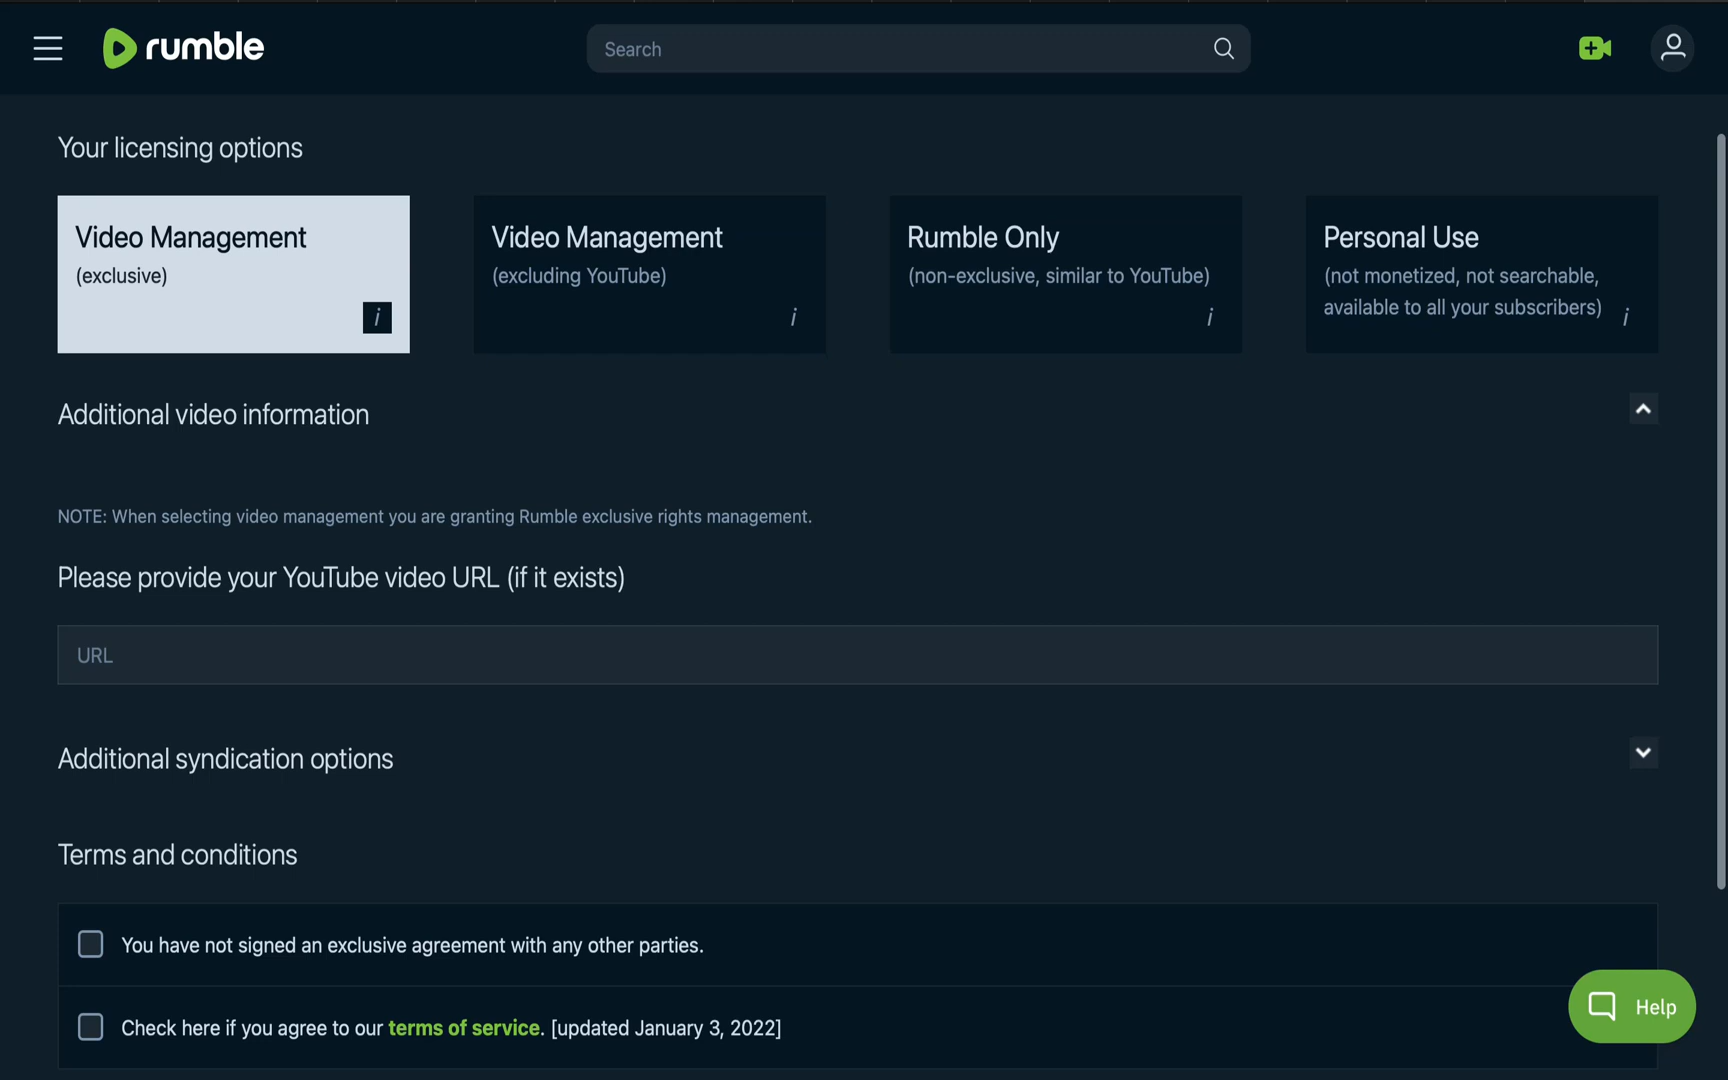 rumble
Search
Your licensing options
Video Management
(exclusive)
i
Video Management
(excluding YouTube)
i
Rumble Only
(non-exclusive, similar to YouTube)
i
Personal Use
(not monetized, not searchable,
available to all your subscribers)
i
Additional video information
NOTE: When selecting video management you are granting Rumble exclusive rights management.
Please provide your YouTube video URL (if it exists)
URL
Additional syndication options
Terms and conditions
You have not signed an exclusive agreement with any other parties.
Check here if you agree to our terms of service. [updated January 3, 2022]
Help